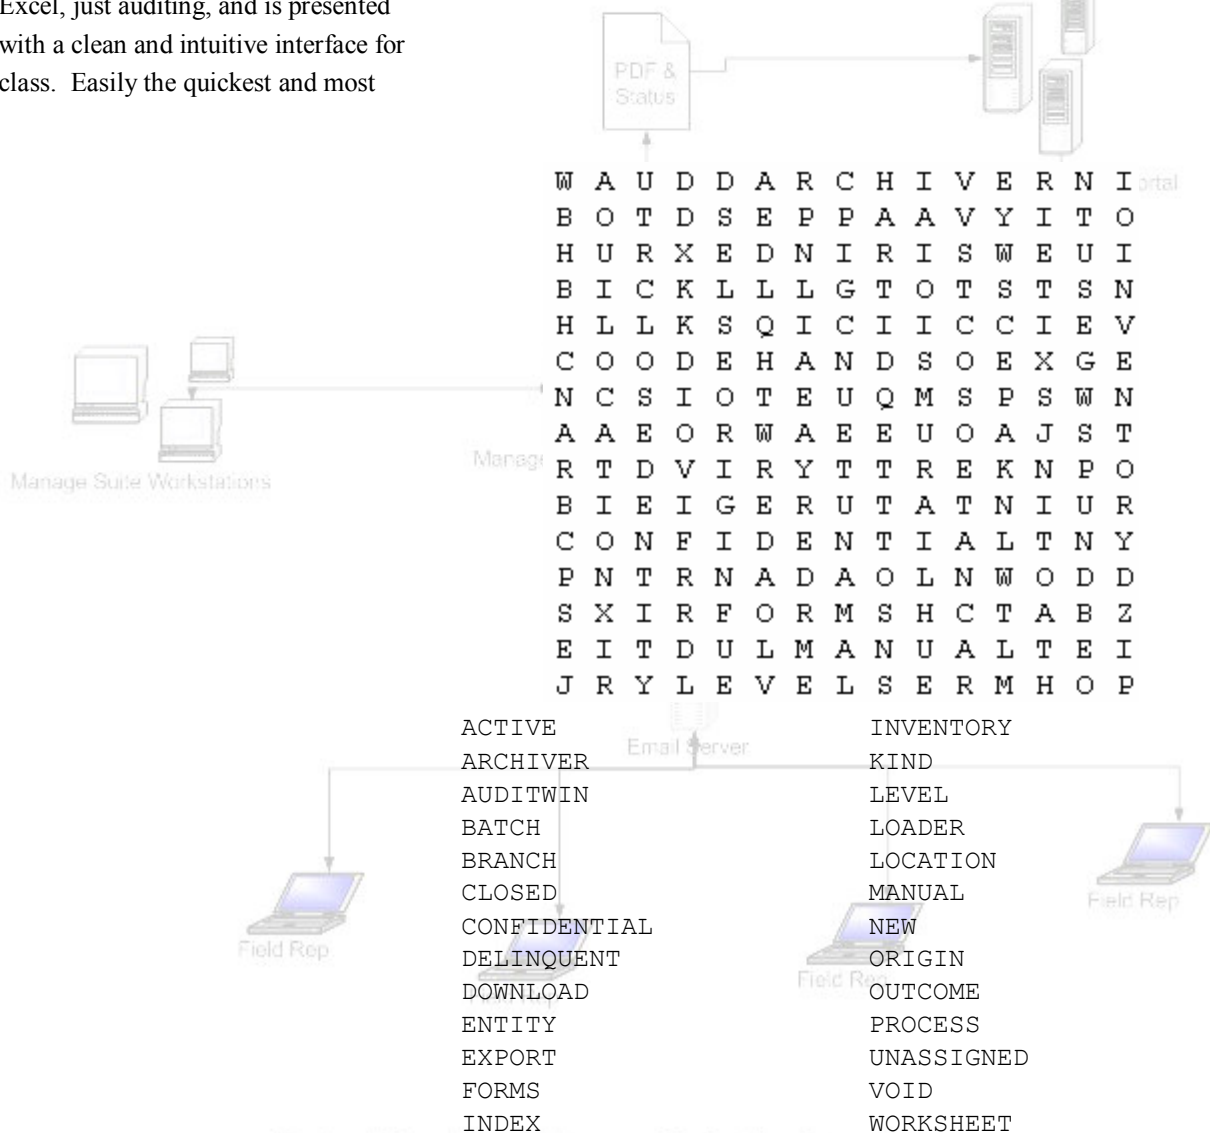 Excel, just auditing, and is presented
with a clean and intuitive interface for
class. Easily the quickest and most
PDF &
Status
ortal
W A U D D A R C H I V E R N I
B O T D S E P P A A V Y I T O
H U R X E D N I R I S W E U I
B I C K L L L G T O T S T S N
H L L K S Q I C I I C C I E V
C O O D E H A N D S O E X G E
N C S I O T E U Q M S P S W N
A A E O R W A E E U O A J S T
R T D V I R Y T T R E K N P O
B I E I G E R U T A T N I U R
C O N F I D E N T I A L T N Y
P N T R N A D A O L N W O D D
S X I R F O R M S H C T A B Z
E I T D U L M A N U A L T E I
J R Y L E V E L S E R M H O P
Manage Suite Workstations
Manage
Email Server
ACTIVE
ARCHIVER
AUDITWIN
BATCH
BRANCH
CLOSED
CONFIDENTIAL
DELINQUENT
DOWNLOAD
ENTITY
EXPORT
FORMS
INDEX
INVENTORY
KIND
LEVEL
LOADER
LOCATION
MANUAL
NEW
ORIGIN
OUTCOME
PROCESS
UNASSIGNED
VOID
WORKSHEET
Field Rep
Field Rep
Field Rep